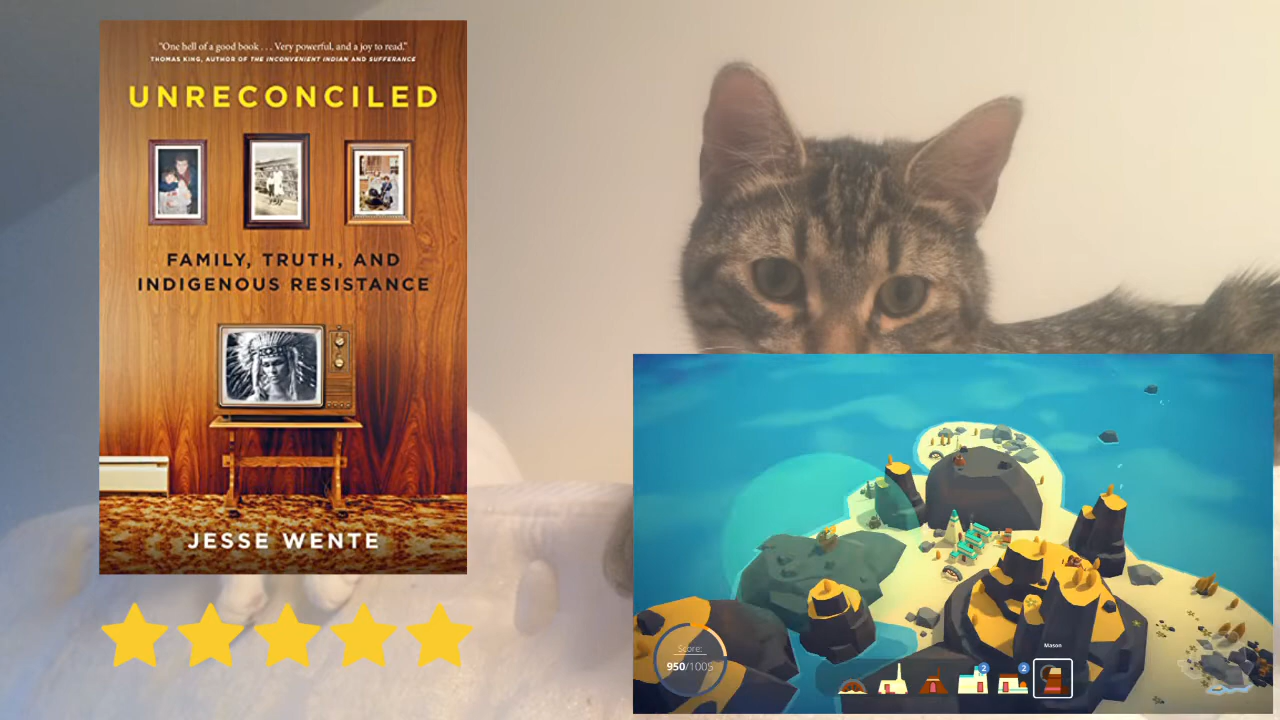 “One hell of a good book . . . Very powerful, and a joy to read.”
THOMAS KING, AUTHOR OF THE INCONVENIENT INDIAN AND SUFFERANCE
UNRECONCILED
FAMILY, TRUTH, AND
INDIGENOUS RESISTANCE
JESSE WENTE
Score:
950/1005
Mason
2
2